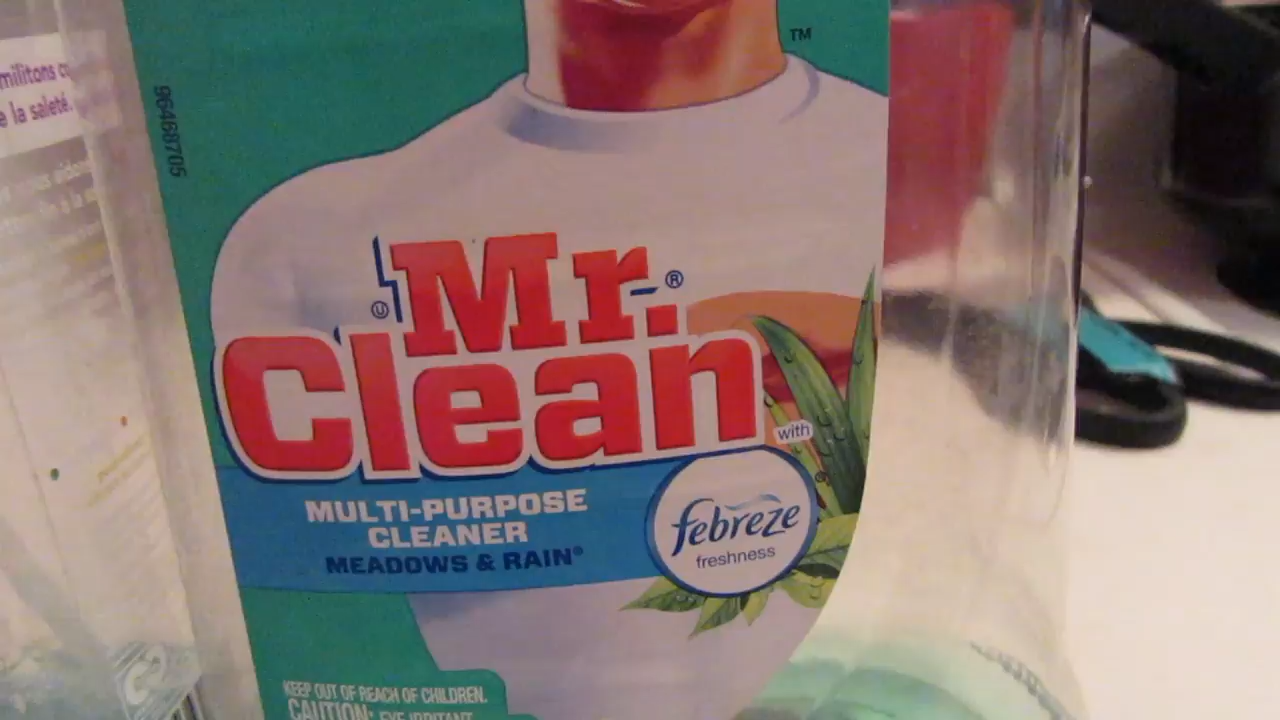 militons
e la saleté.
96468705
TM
Mr.
®
U
Clean
with
MULTI-PURPOSE
CLEANER
MEADOWS & RAIN®
febreze
freshness
KEEP OUT OF REACH OF CHILDREN.
CAUTION: EYE IRRITANT